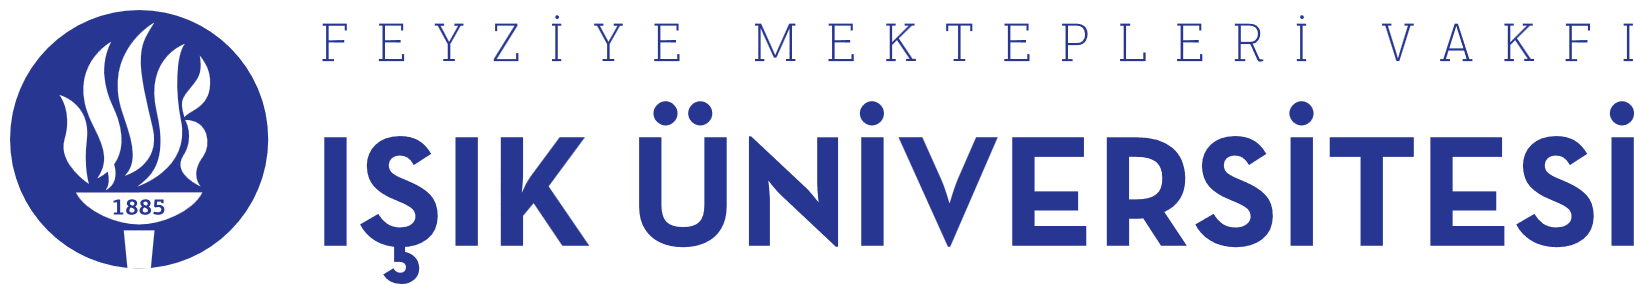 FEYZİYE MEKTEPLERİ VAKFI
IŞIK ÜNİVERSİTESİ
1885